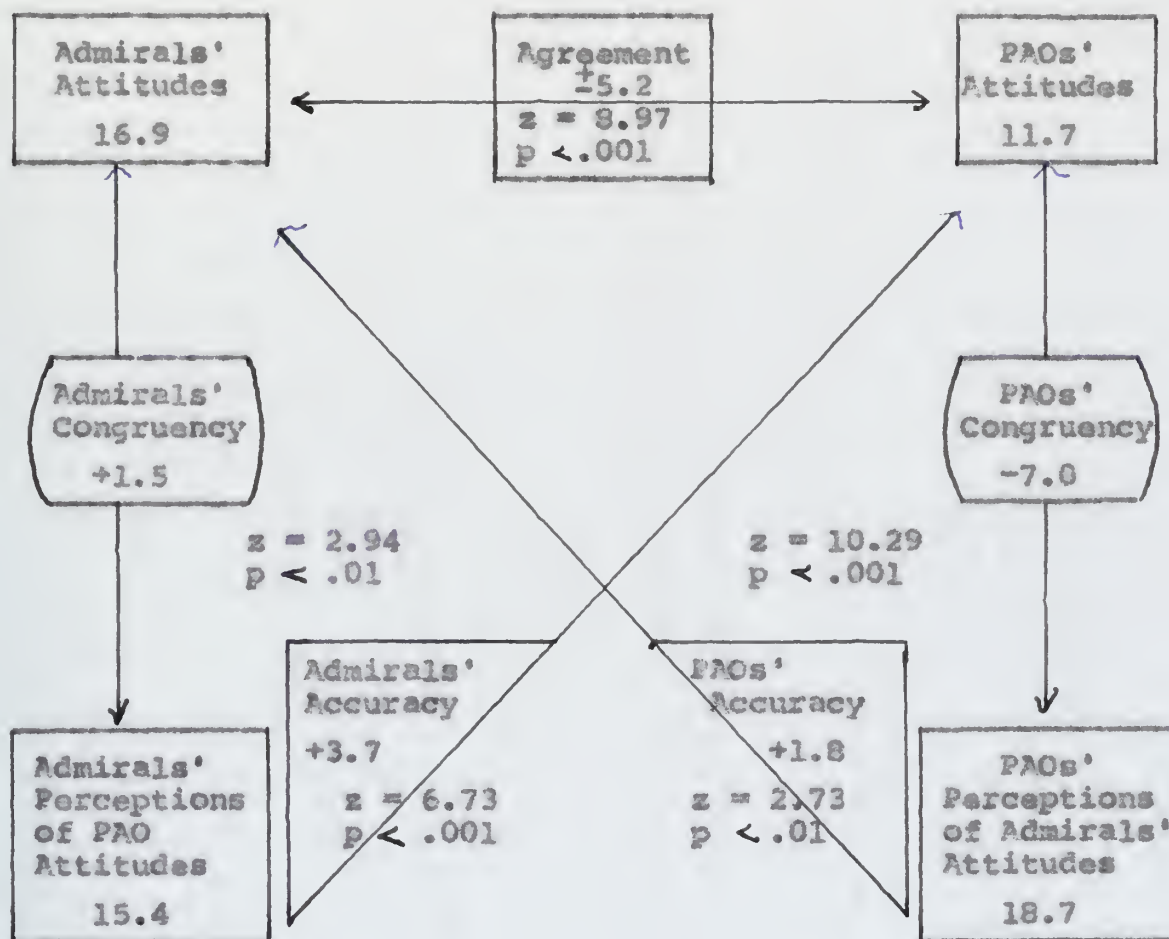 Admirals'
Attitudes
16.9
Agreement
±5.2
z = 8.97
p < .001
PAOs'
Attitudes
11.7
Admirals'
Congruency
+1.5
PAOs'
Congruency
-7.0
z = 2.94
p < .01
z = 10.29
p < .001
Admirals'
Accuracy
+3.7
z = 6.73
p < .001
PAOs'
Accuracy
+1.8
z = 2.73
p < .01
Admirals'
Perceptions
of PAO
Attitudes
15.4
PAOs'
Perceptions
of Admirals'
Attitudes
18.7